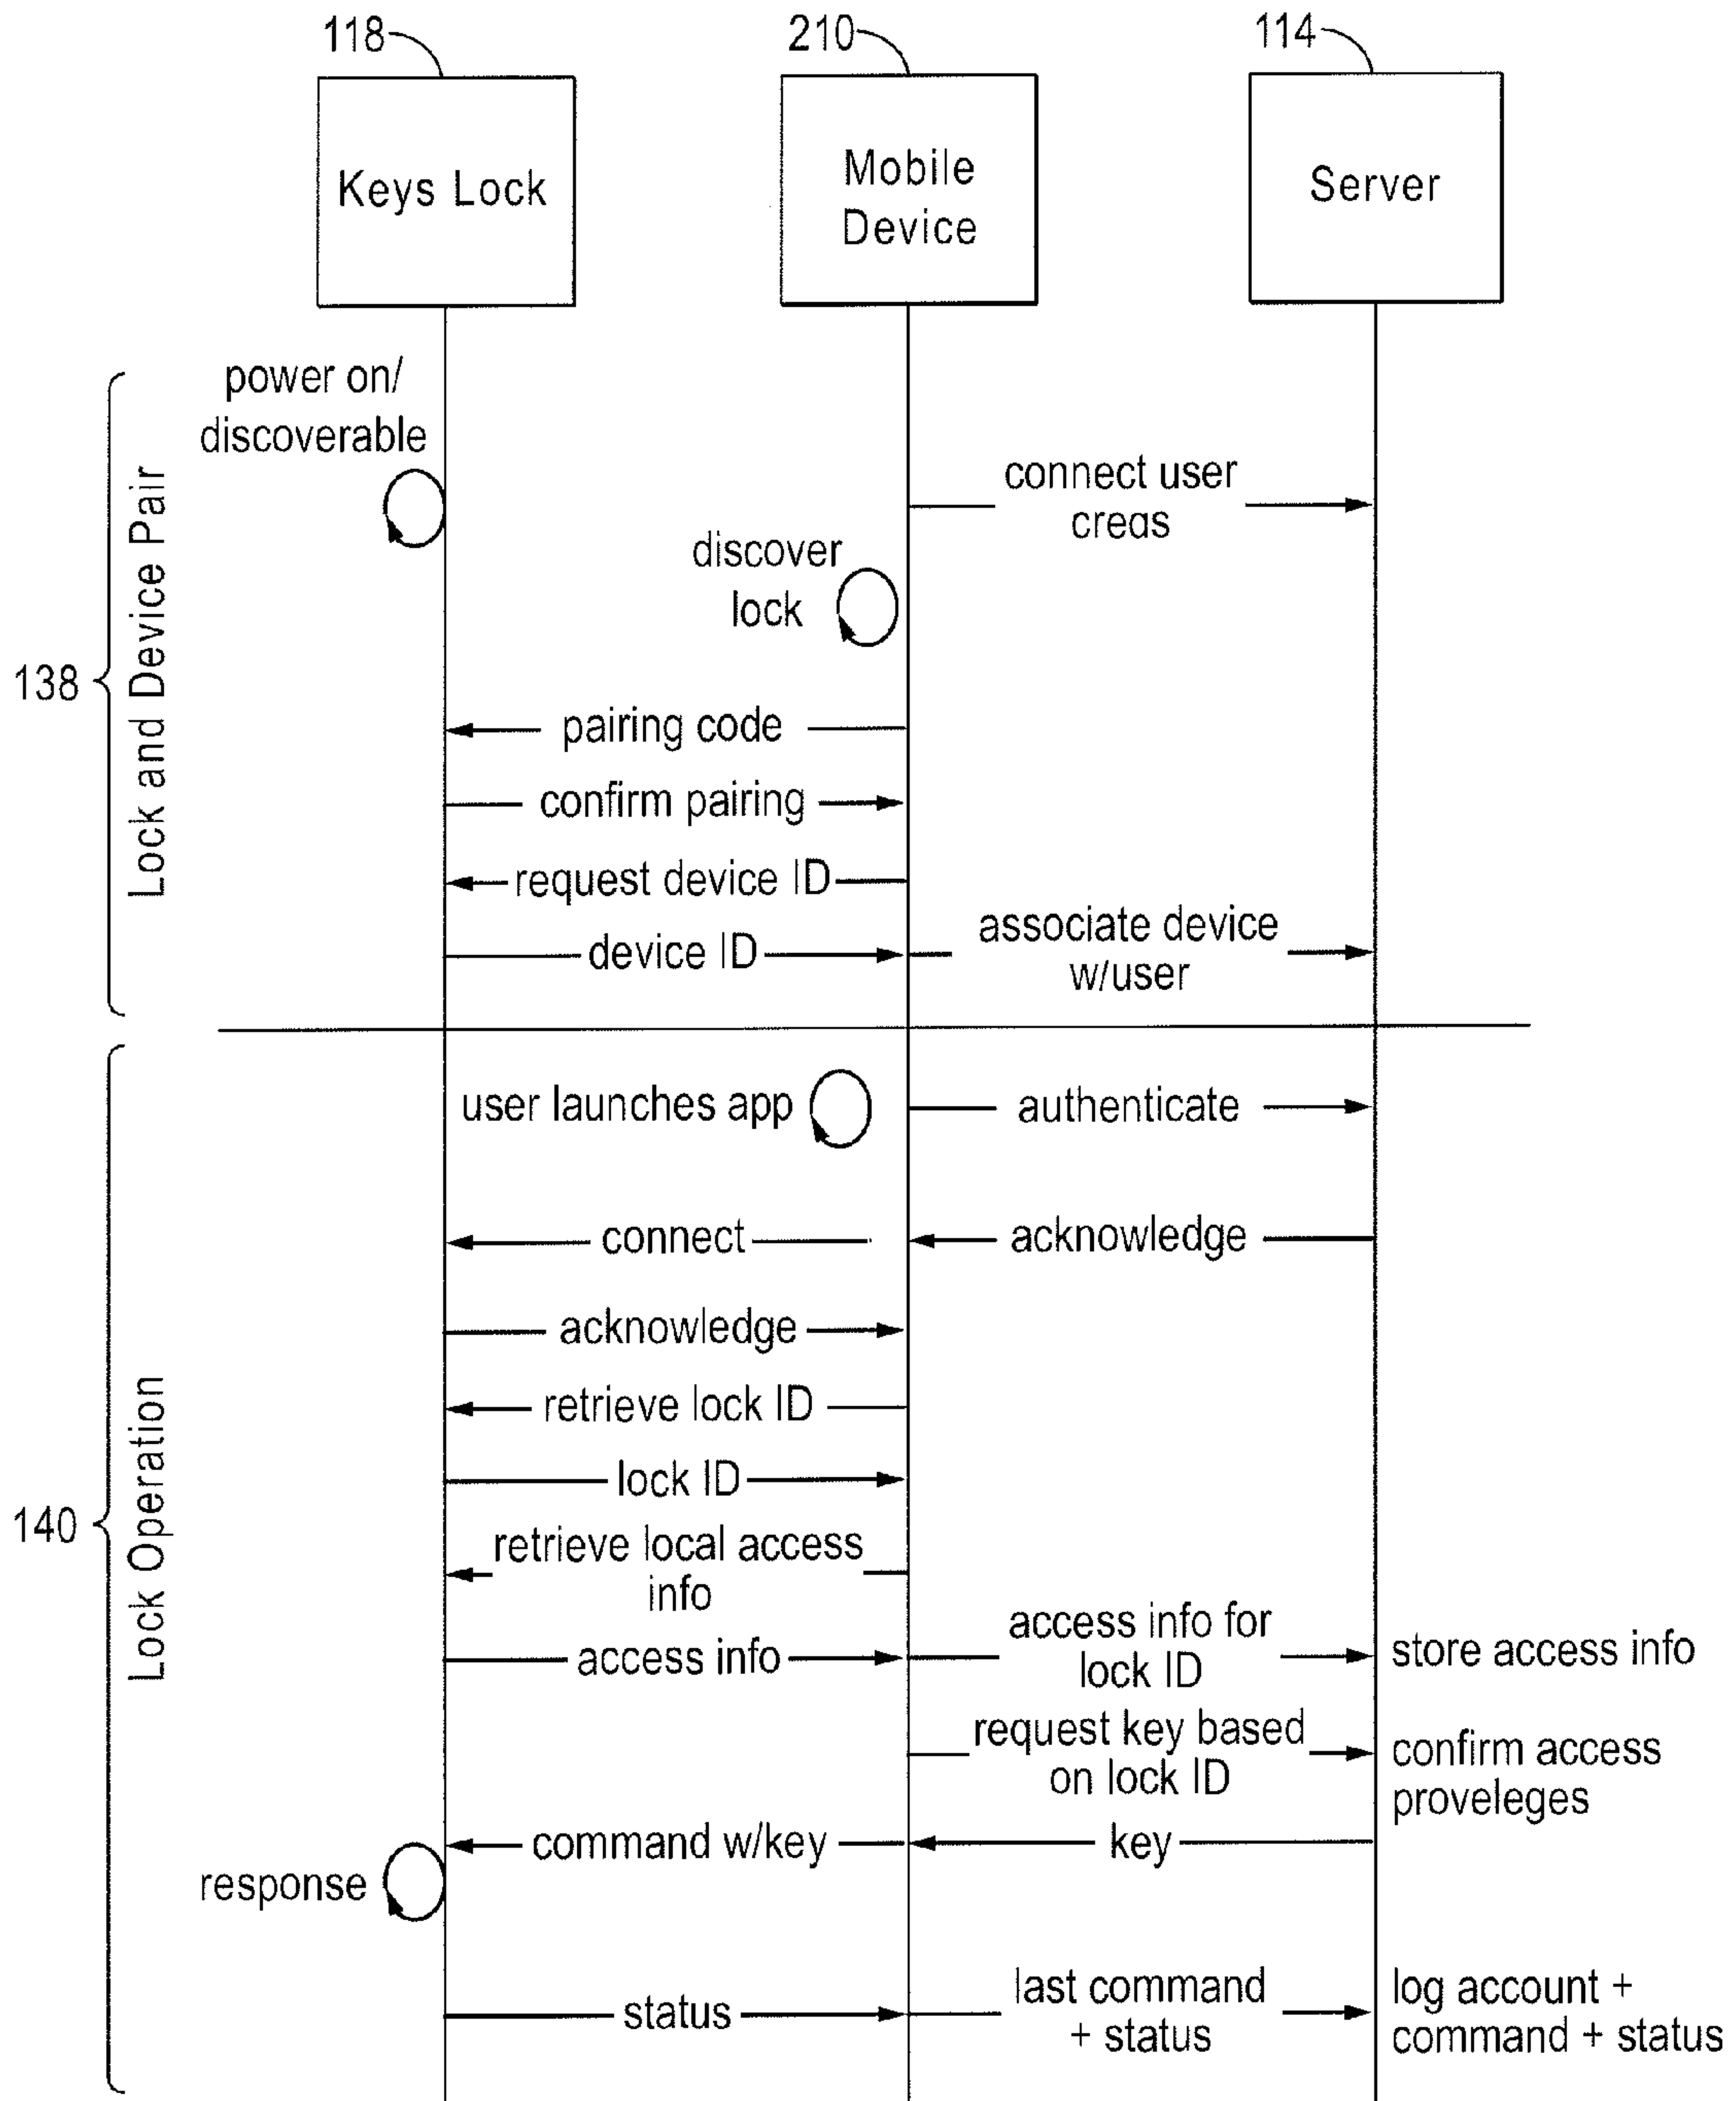 118
210
114
Keys Lock
Mobile
Device
Server
138
Lock and Device Pair
power on/
discoverable
connect user
creds
discover
lock
pairing code
confirm pairing
request device ID
device ID
associate device
w/user
140
Lock Operation
user launches app
authenticate
connect
acknowledge
acknowledge
retrieve lock ID
lock ID
retrieve local access
info
access info
access info for
lock ID
store access info
request key based
on lock ID
confirm access
proveleges
command w/key
key
response
status
last command
+ status
log account +
command + status